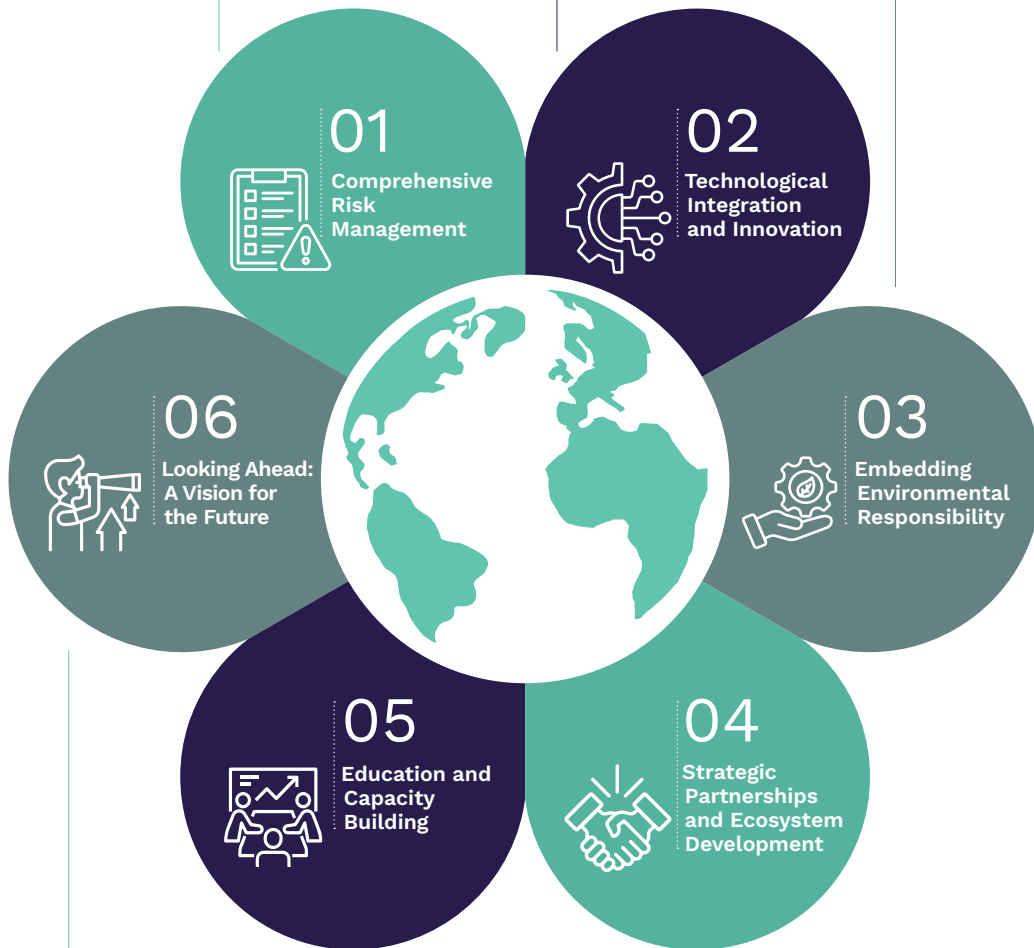 01
Comprehensive
Risk
Management
02
Technological
Integration
and Innovation
03
Embedding
Environmental
Responsibility
04
Strategic
Partnerships
and Ecosystem
Development
05
Education and
Capacity
Building
06
Looking Ahead:
A Vision for
the Future